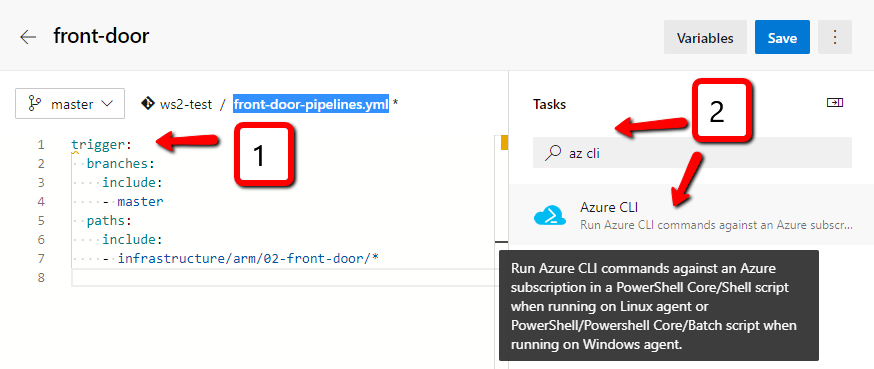 front-door
Variables
Save
master
ws2-test / front-door-pipelines.yml *
Tasks
2
az cli
1
1 trigger:
2 branches:
3 include:
4 - master
5 paths:
6 include:
7 - infrastructure/arm/02-front-door/*
8
Azure CLI
Run Azure CLI commands against an Azure subscr...
Run Azure CLI commands against an Azure
subscription in a PowerShell Core/Shell script
when running on Linux agent or
PowerShell/Powershell Core/Batch script when
running on Windows agent.